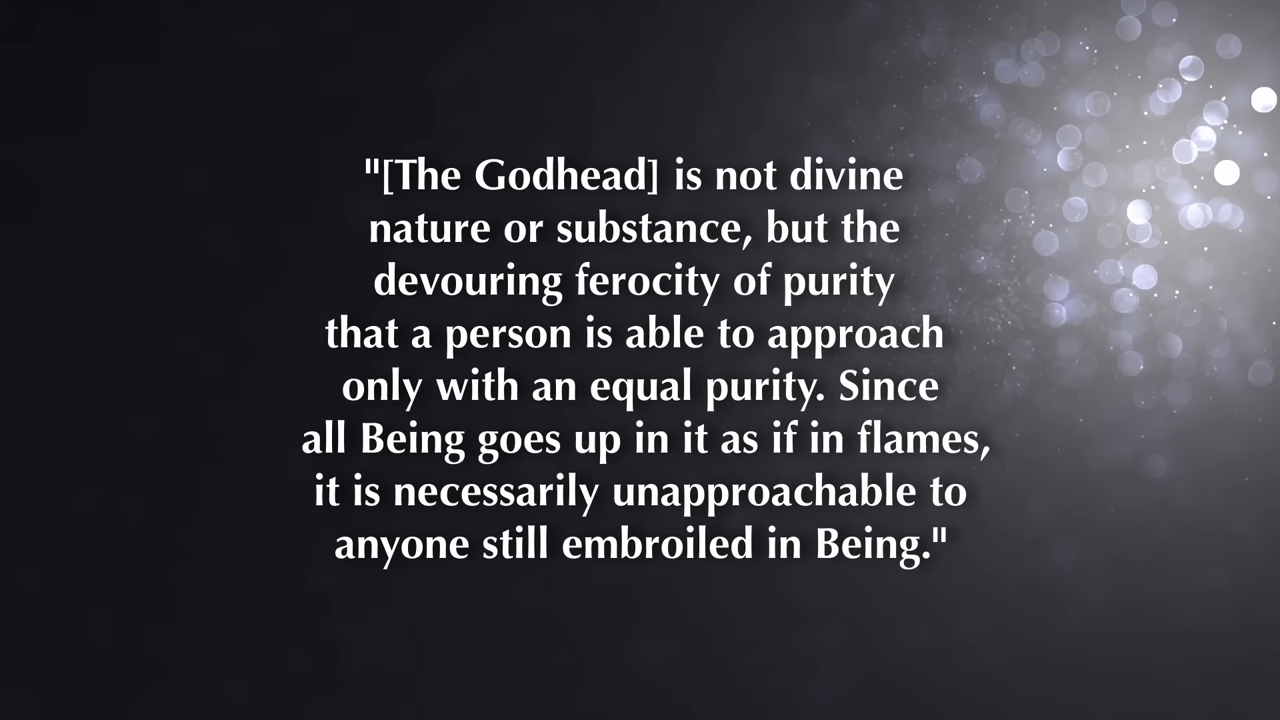 "[The Godhead] is not divine
nature or substance, but the
devouring ferocity of purity
that a person is able to approach
only with an equal purity. Since
all Being goes up in it as if in flames,
it is necessarily unapproachable to
anyone still embroiled in Being."